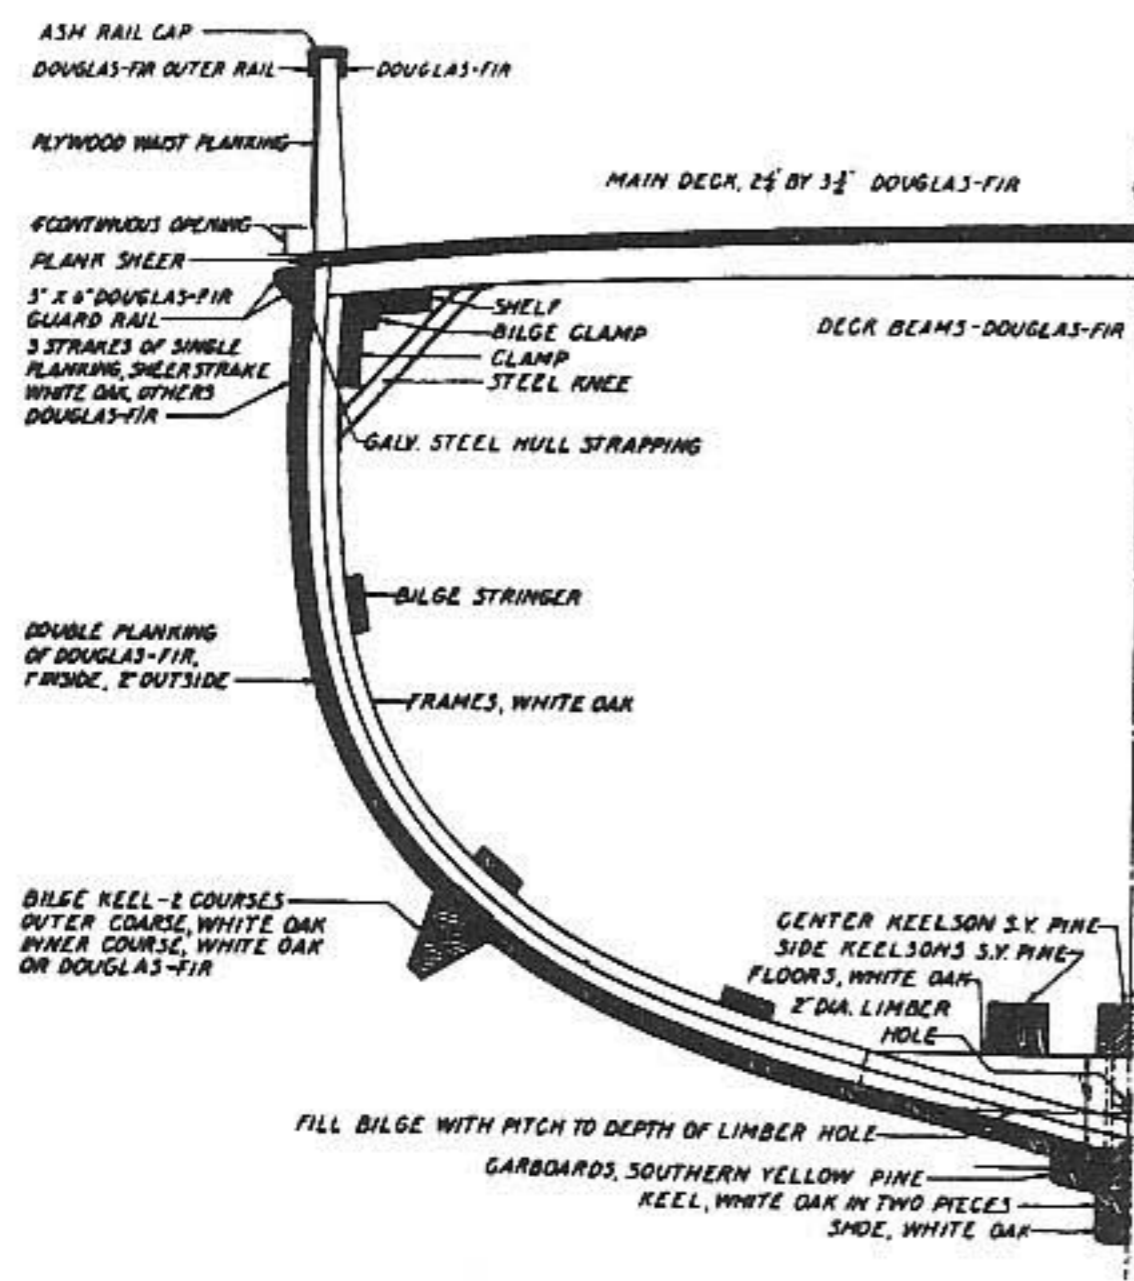 ASH RAIL CAP
DOUGLAS-FIR OUTER RAIL
DOUGLAS-FIR
PLYWOOD WAIST PLANKING
MAIN DECK, 2½" BY 3½" DOUGLAS-FIR
CONTINUOUS OPENING
PLANK SHEER
3" X 6" DOUGLAS-FIR
GUARD RAIL
3 STRAKES OF SINGLE
PLANKING, SHEERSTRAKE
WHITE OAK, OTHERS
DOUGLAS-FIR
SHELF
BILGE CLAMP
CLAMP
STEEL KNEE
DECK BEAMS-DOUGLAS-FIR
GALV. STEEL HULL STRAPPING
BILGE STRINGER
DOUBLE PLANKING
OF DOUGLAS-FIR,
1" INSIDE, 2" OUTSIDE
FRAMES, WHITE OAK
BILGE KEEL-2 COURSES
OUTER COARSE, WHITE OAK
INNER COURSE, WHITE OAK
OR DOUGLAS-FIR
CENTER KEELSON S.Y. PINE
SIDE KEELSONS S.Y. PINE
FLOORS, WHITE OAK
2" DIA. LIMBER
HOLE
FILL BILGE WITH PITCH TO DEPTH OF LIMBER HOLE
GARBOARDS, SOUTHERN YELLOW PINE
KEEL, WHITE OAK IN TWO PIECES
SHOE, WHITE OAK